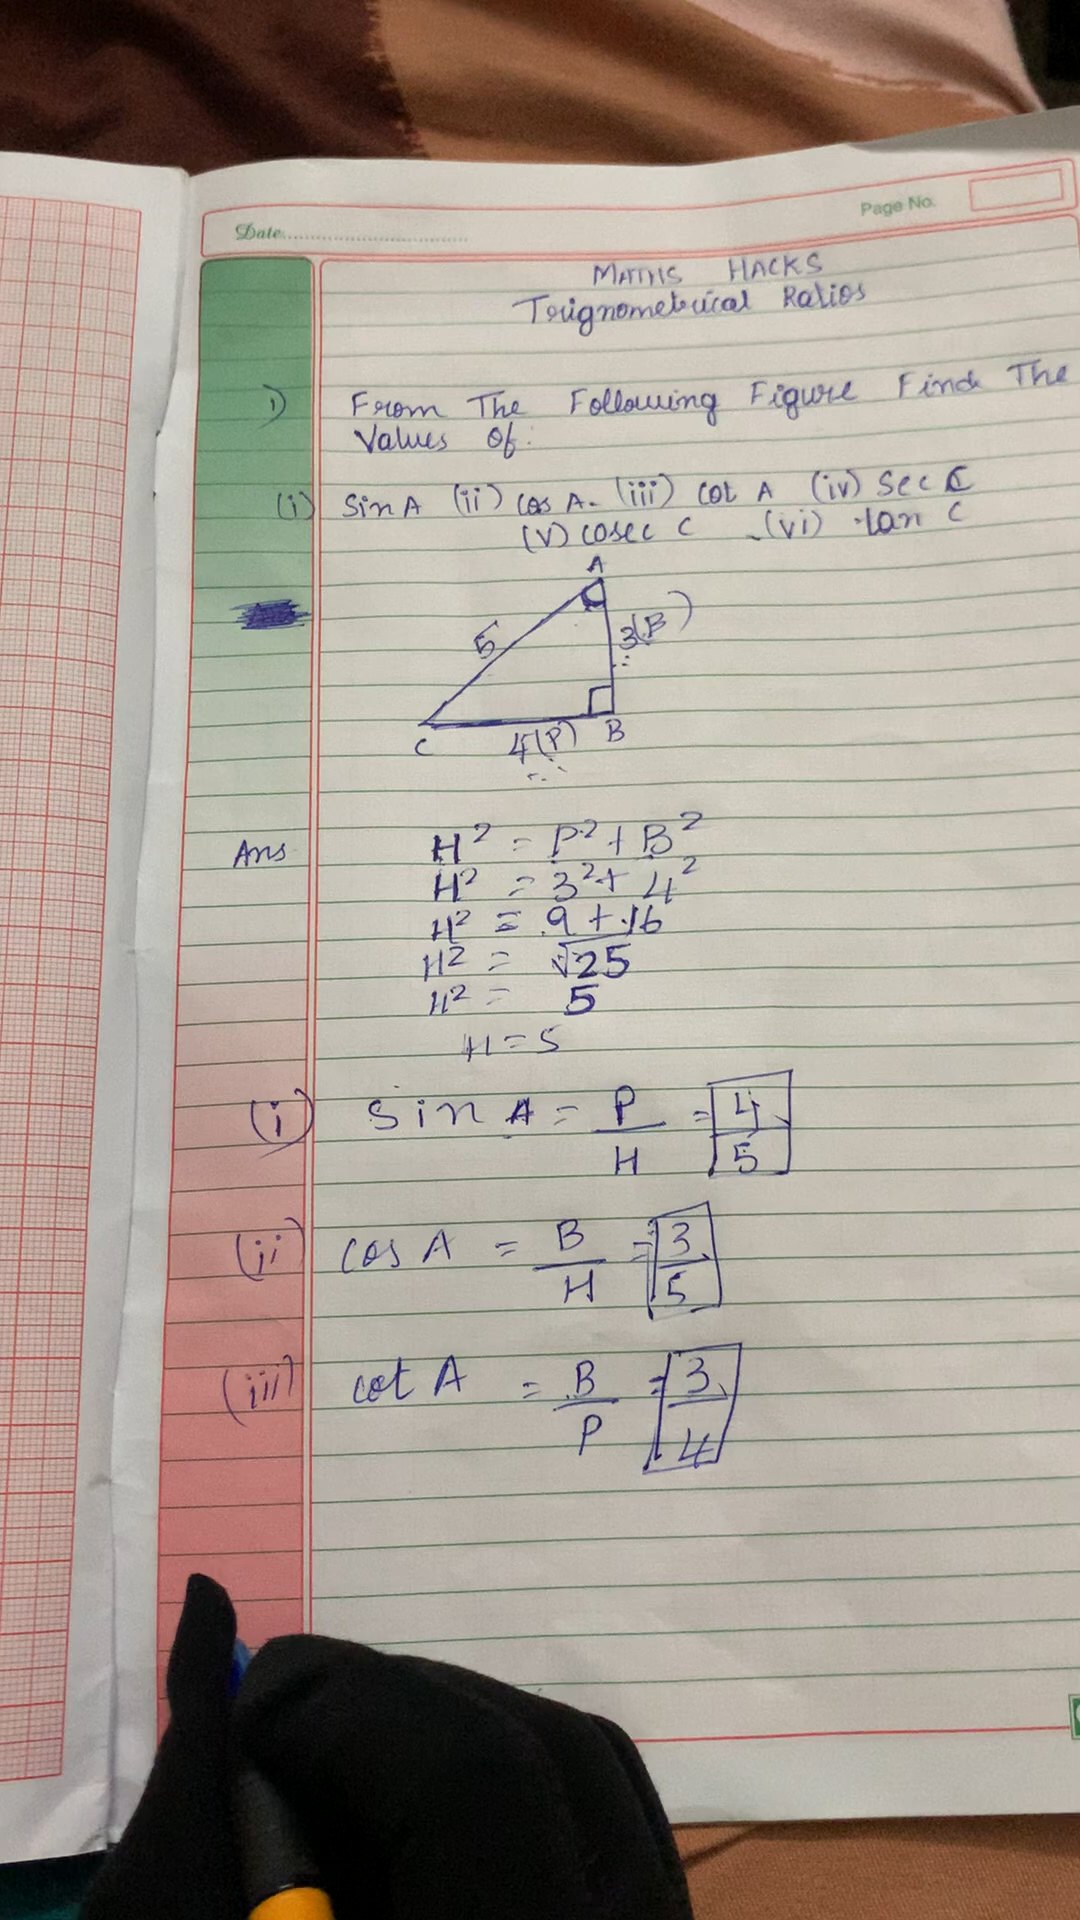 Date
Page No.
MATHS HACKS
Trignometrical Ratios
1) From The Following Figure Find The
Values Of:
(i) Sin A (ii) cos A. (iii) cot A (iv) Sec C
(v) cosec C (vi) tan C
A
5
3(B)
C
4(P)
B
Ans H² = P² + B²
H² = 3² + 4²
H² = 9 + 16
H² = √25
H² = 5
H = 5
(i) Sin A = P/H = 4/5
(ii) cos A = B/H = 3/5
(iii) cot A = B/P = 3/4